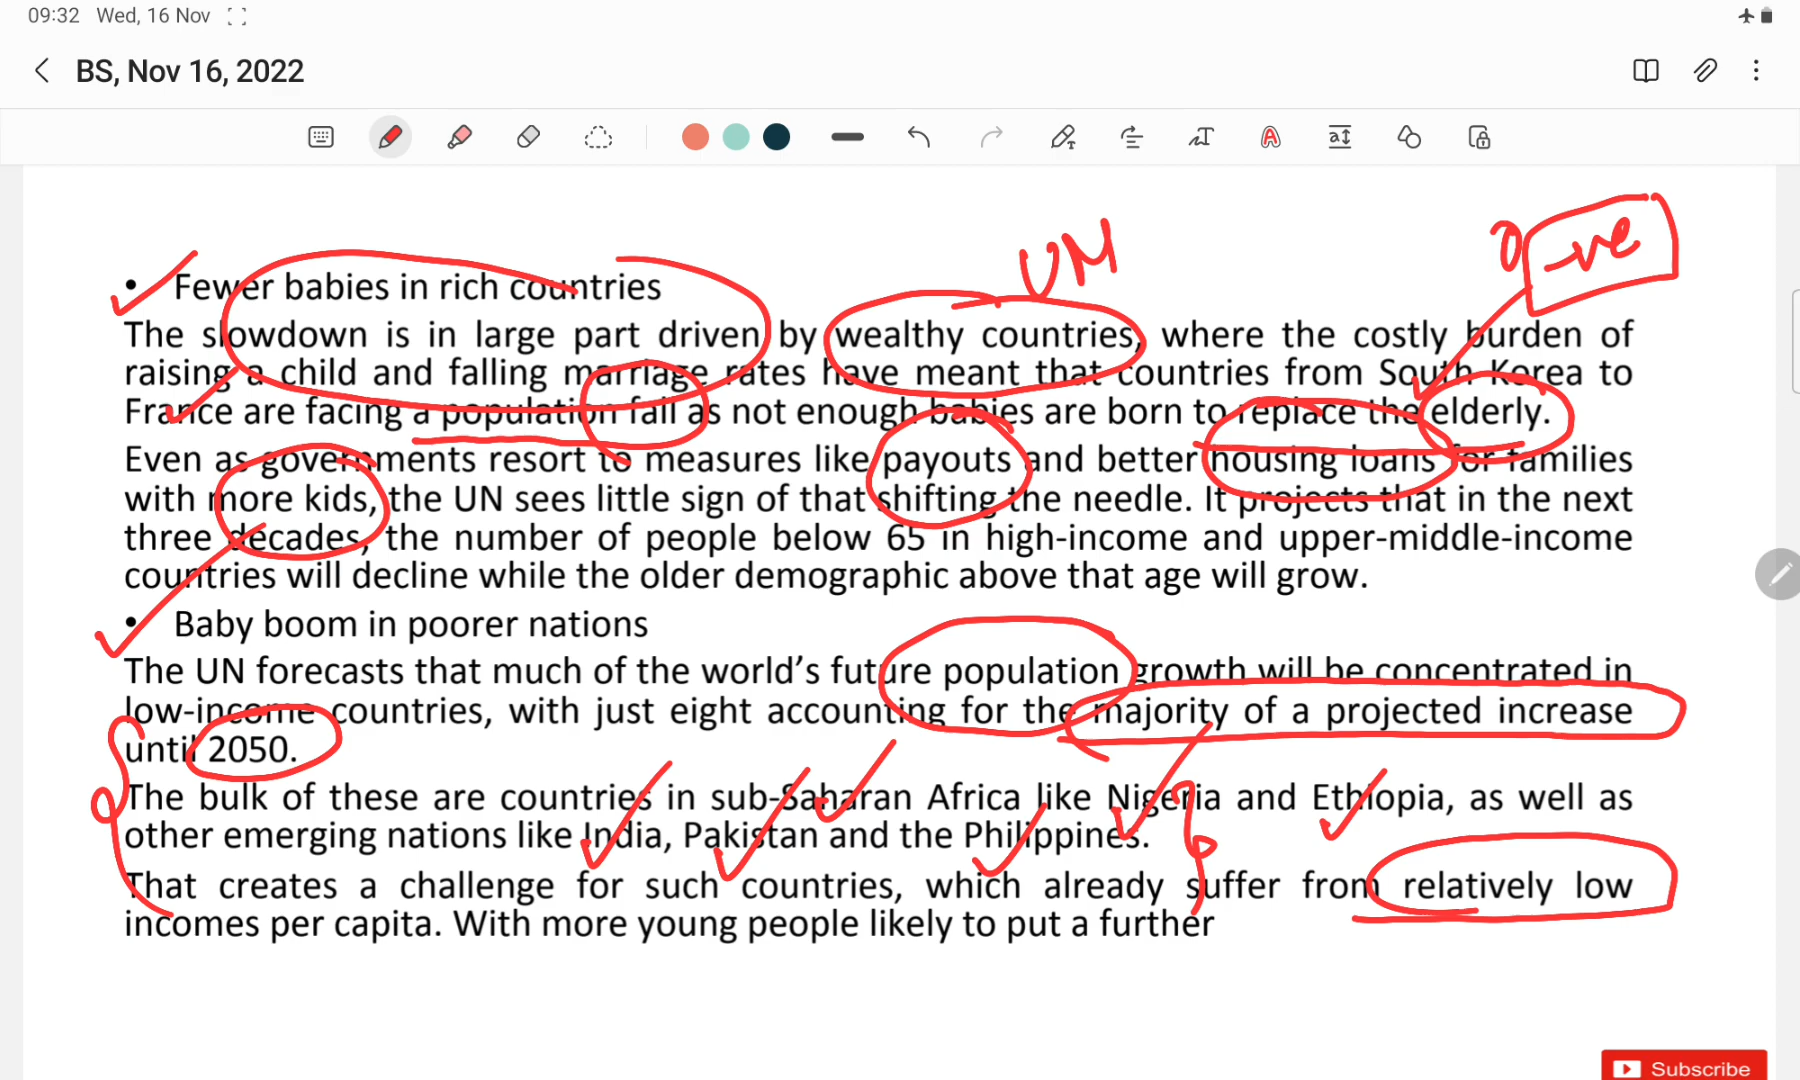 09:32 Wed, 16 Nov
BS, Nov 16, 2022
UM
-ve
• Fewer babies in rich countries
The slowdown is in large part driven by wealthy countries, where the costly burden of
raising a child and falling marriage rates have meant that countries from South Korea to
France are facing a population fall as not enough babies are born to replace the elderly.
Even as governments resort to measures like payouts and better housing loans for families
with more kids, the UN sees little sign of that shifting the needle. It projects that in the next
three decades, the number of people below 65 in high-income and upper-middle-income
countries will decline while the older demographic above that age will grow.
• Baby boom in poorer nations
The UN forecasts that much of the world's future population growth will be concentrated in
low-income countries, with just eight accounting for the majority of a projected increase
until 2050.
The bulk of these are countries in sub-Saharan Africa like Nigeria and Ethiopia, as well as
other emerging nations like India, Pakistan and the Philippines.
That creates a challenge for such countries, which already suffer from relatively low
incomes per capita. With more young people likely to put a further
Subscribe